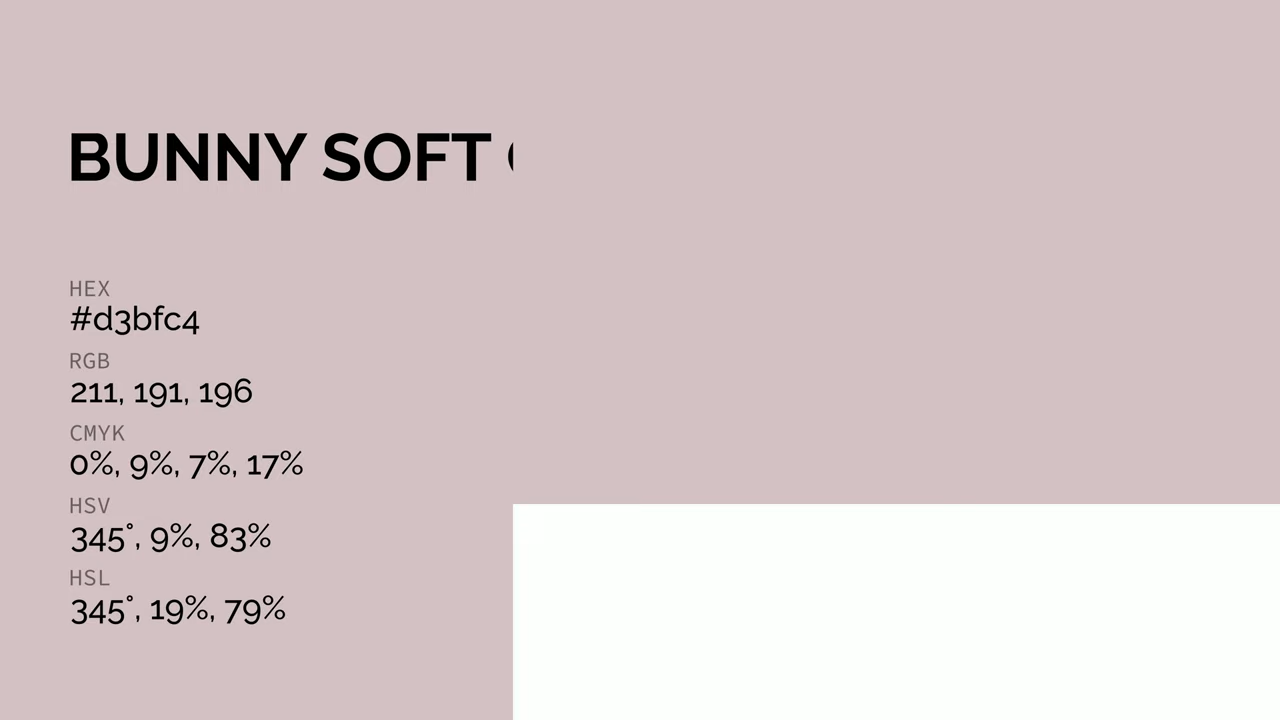 BUNNY SOFT
HEX
#d3bfc4
RGB
211, 191, 196
CMYK
0%, 9%, 7%, 17%
HSV
345°, 9%, 83%
HSL
345°, 19%, 79%